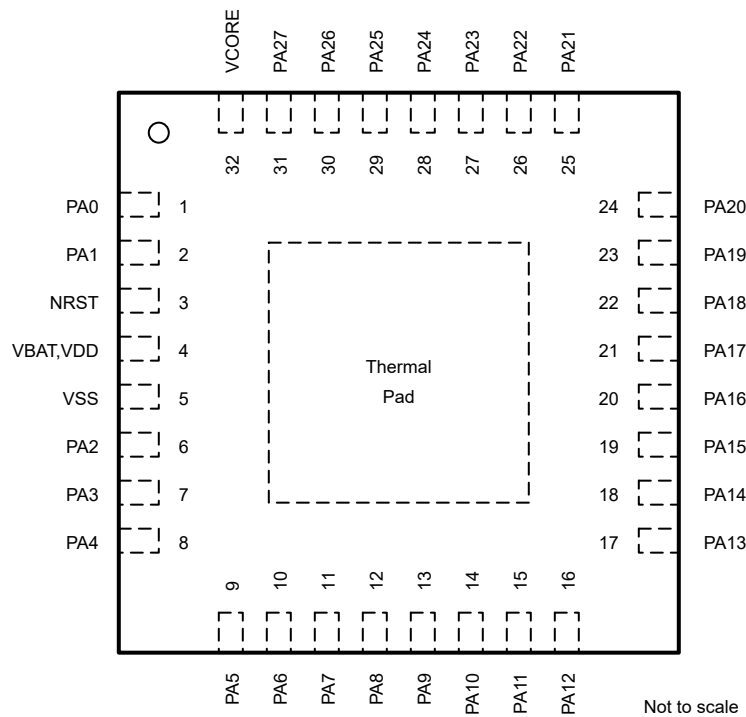 VCORE
PA27
PA26
PA25
PA24
PA23
PA22
PA21
32
31
30
29
28
27
26
25
PA0 1
PA1 2
NRST 3
VBAT,VDD 4
VSS 5
PA2 6
PA3 7
PA4 8
24 PA20
23 PA19
22 PA18
21 PA17
20 PA16
19 PA15
18 PA14
17 PA13
Thermal
Pad
9
10
11
12
13
14
15
16
PA5
PA6
PA7
PA8
PA9
PA10
PA11
PA12
Not to scale